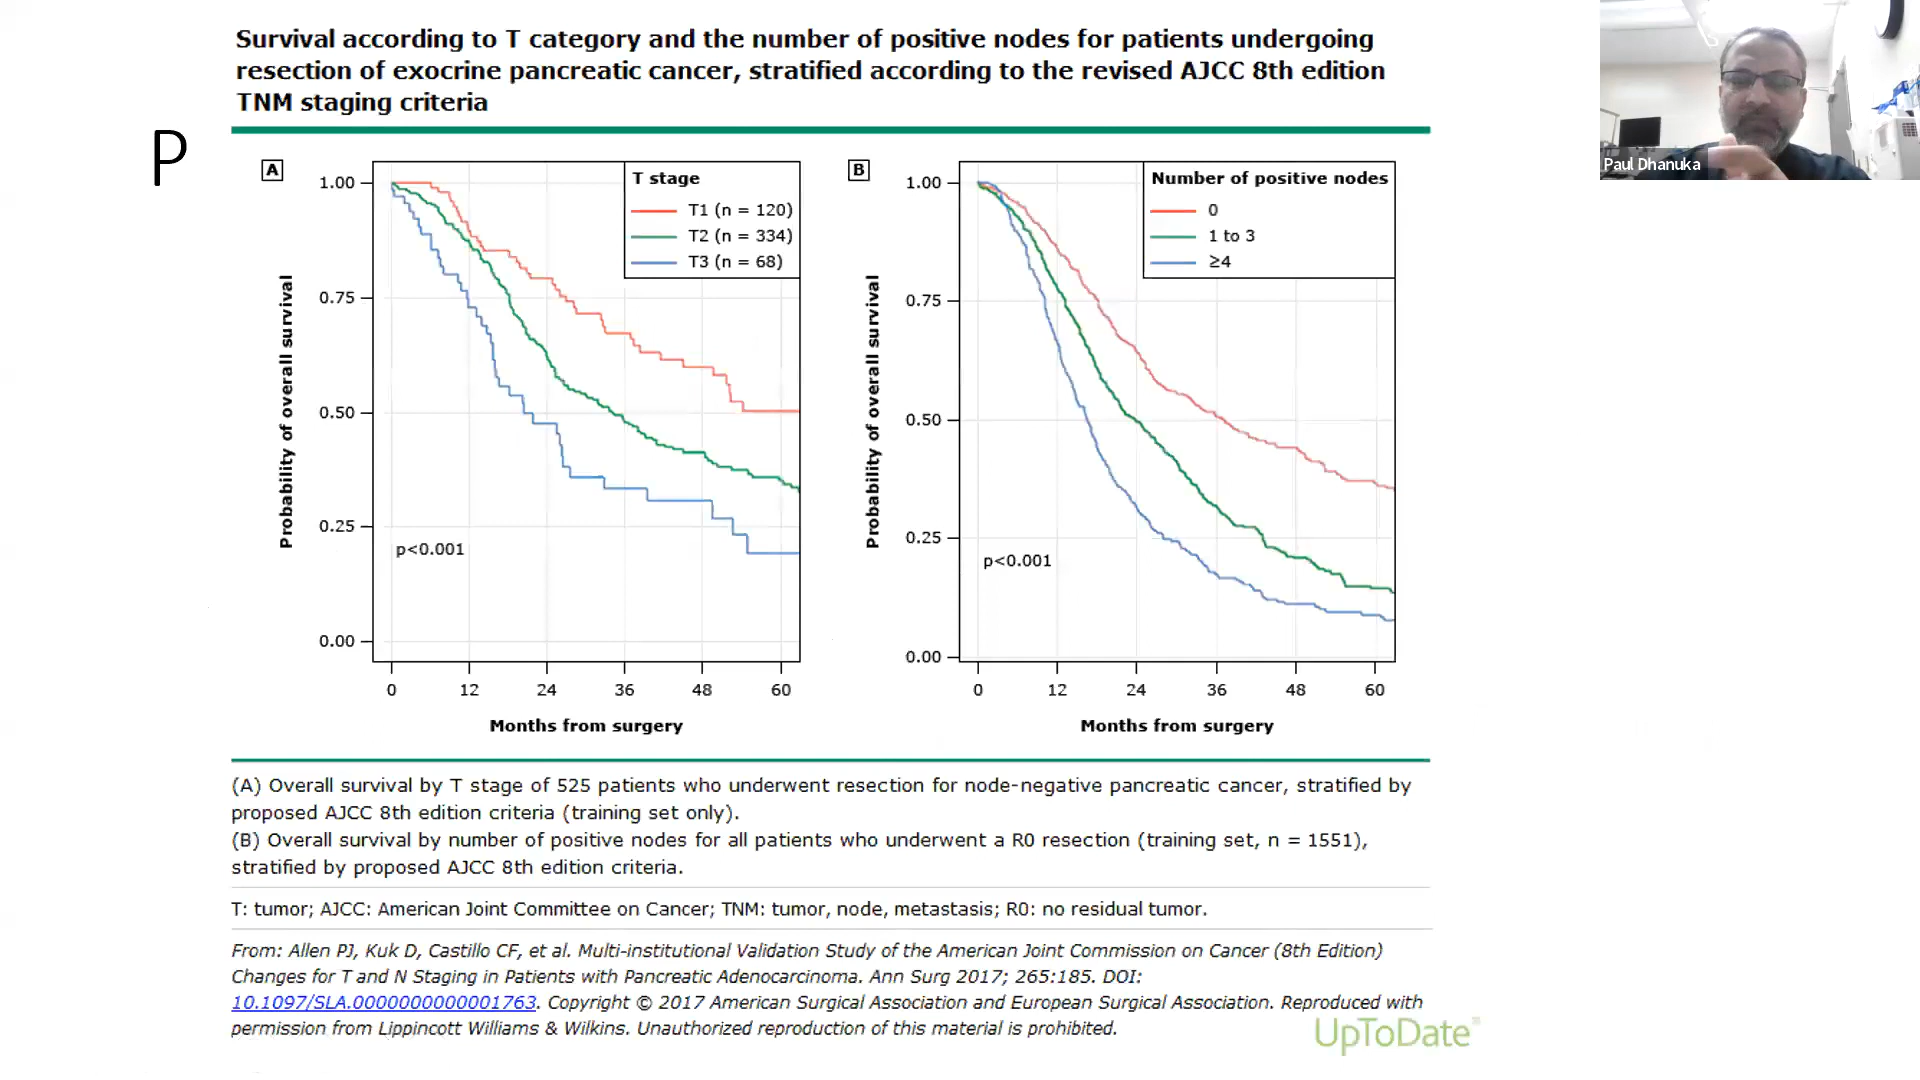 Survival according to T category and the number of positive nodes for patients undergoing
resection of exocrine pancreatic cancer, stratified according to the revised AJCC 8th edition
TNM staging criteria
P
Paul Dhanuka
A
T stage
T1 (n = 120)
T2 (n = 334)
T3 (n = 68)
1.00
0.75
0.50
0.25
0.00
Probability of overall survival
p<0.001
0 12 24 36 48 60
Months from surgery
B
Number of positive nodes
0
1 to 3
≥4
1.00
0.75
0.50
0.25
0.00
Probability of overall survival
p<0.001
0 12 24 36 48 60
Months from surgery
(A) Overall survival by T stage of 525 patients who underwent resection for node-negative pancreatic cancer, stratified by
proposed AJCC 8th edition criteria (training set only).
(B) Overall survival by number of positive nodes for all patients who underwent a R0 resection (training set, n = 1551),
stratified by proposed AJCC 8th edition criteria.
T: tumor; AJCC: American Joint Committee on Cancer; TNM: tumor, node, metastasis; R0: no residual tumor.
From: Allen PJ, Kuk D, Castillo CF, et al. Multi-institutional Validation Study of the American Joint Commission on Cancer (8th Edition)
Changes for T and N Staging in Patients with Pancreatic Adenocarcinoma. Ann Surg 2017; 265:185. DOI:
10.1097/SLA.0000000000001763. Copyright © 2017 American Surgical Association and European Surgical Association. Reproduced with
permission from Lippincott Williams & Wilkins. Unauthorized reproduction of this material is prohibited.
UpToDate®